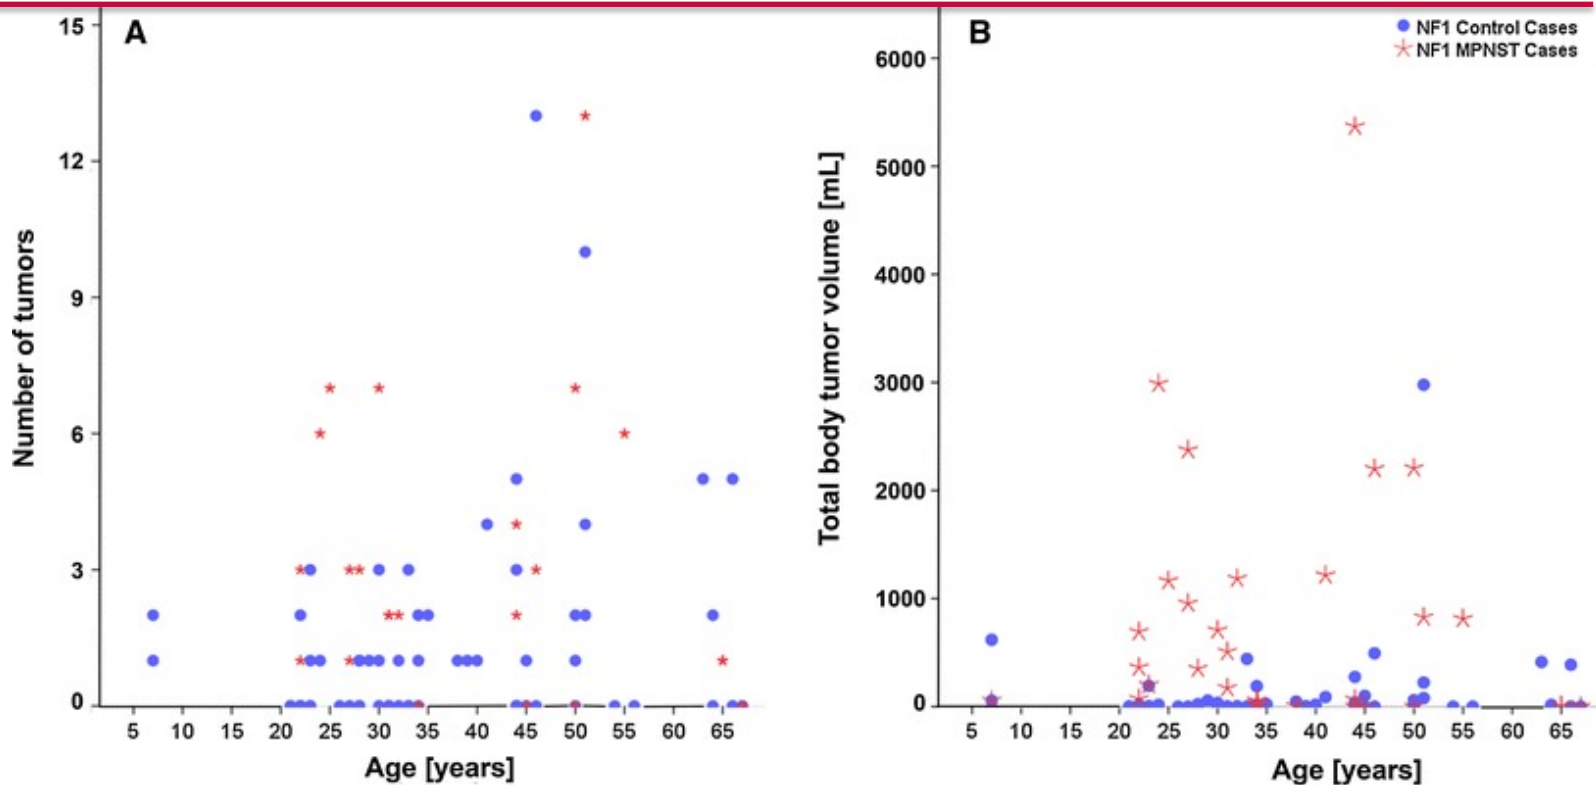 A
15
12
9
6
3
0
Number of tumors
5 10 15 20 25 30 35 40 45 50 55 60 65
Age [years]
B
NF1 Control Cases
NF1 MPNST Cases
6000
5000
4000
3000
2000
1000
0
Total body tumor volume [mL]
5 10 15 20 25 30 35 40 45 50 55 60 65
Age [years]